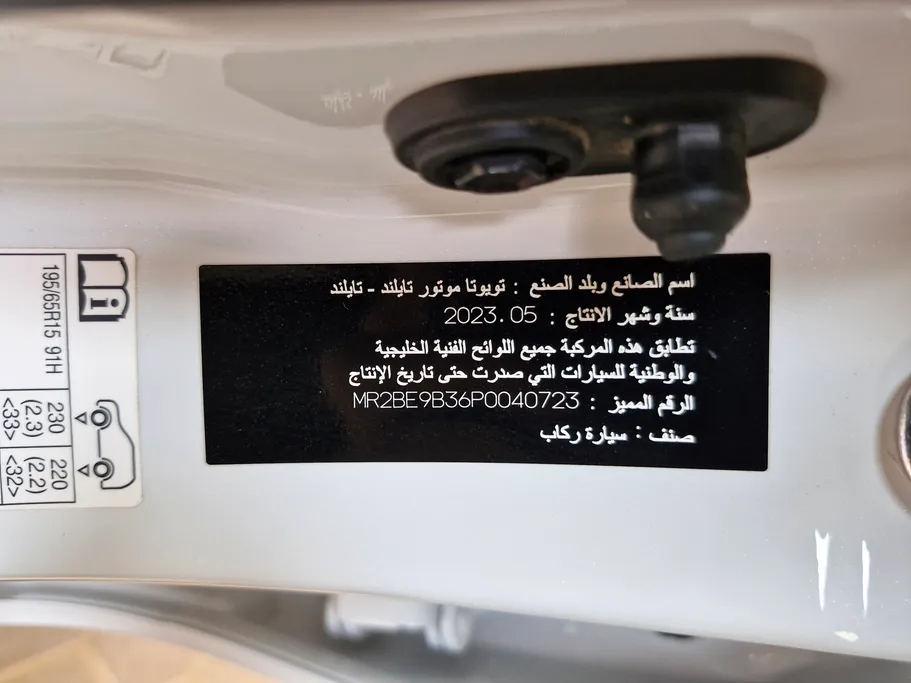 اسم الصانع وبلد الصنع : تويوتا موتور تايلند - تايلند
سنة وشهر الانتاج : 2023.05
تطابق هذه المركبة جميع اللوائح الفنية الخليجية
والوطنية للسيارات التي صدرت حتى تاريخ الإنتاج
الرقم المميز : MR2BE9B36P0040723
صنف : سيارة ركاب
195/65R15 91H
230
(2.3)
<33>
220
(2.2)
<32>